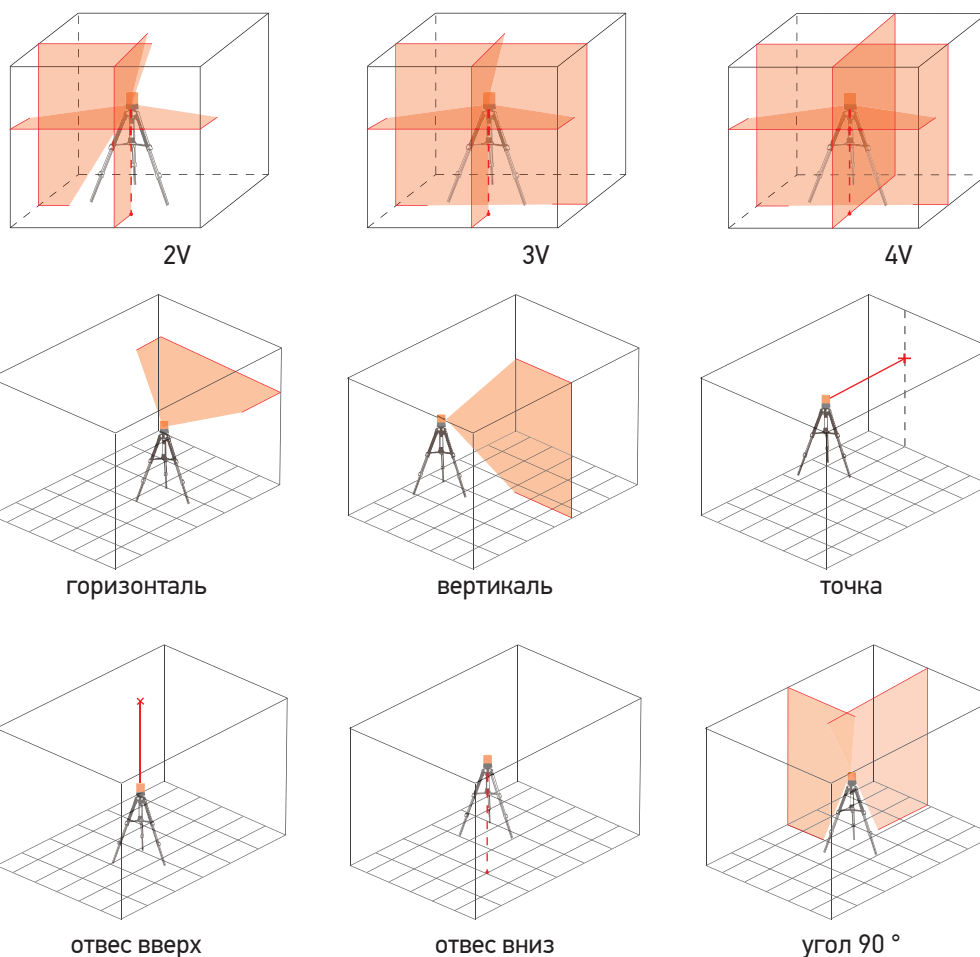 2V
3V
4V
горизонталь
вертикаль
точка
отвес вверх
отвес вниз
угол 90 °